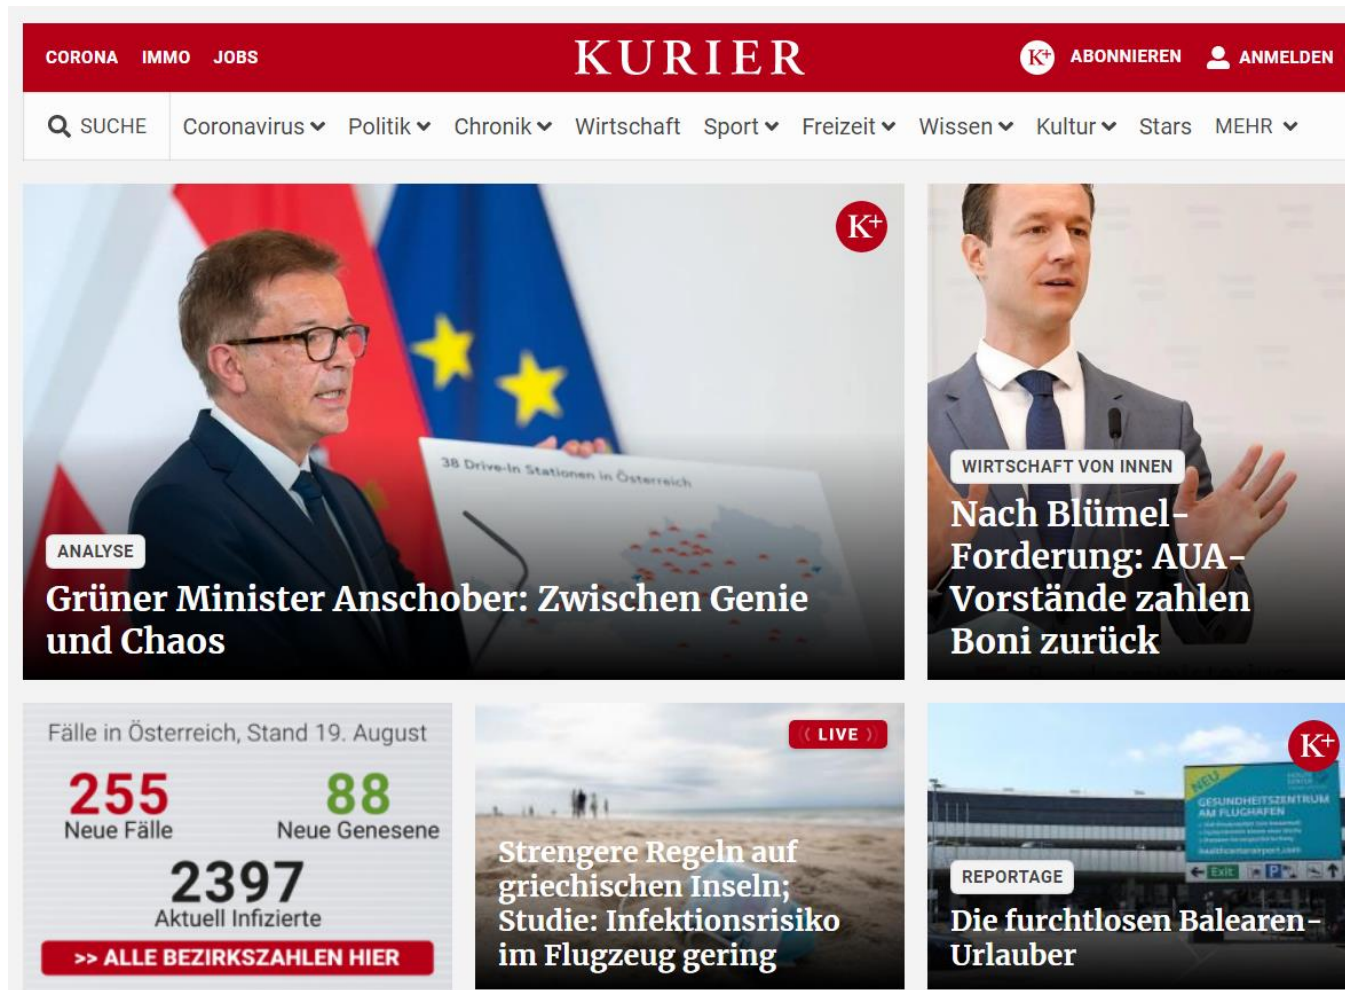 CORONA IMMO JOBS KURIER K+ ABONNIEREN ANMELDEN
SUCHE Coronavirus Politik Chronik Wirtschaft Sport Freizeit Wissen Kultur Stars MEHR
K+
38 Drive-In Stationen in Österreich
ANALYSE
Grüner Minister Anschober: Zwischen Genie
und Chaos
WIRTSCHAFT VON INNEN
Nach Blümel-
Forderung: AUA-
Vorstände zahlen
Boni zurück
Fälle in Österreich, Stand 19. August
255 88
Neue Fälle Neue Genesene
2397
Aktuell Infizierte
>> ALLE BEZIRKSZAHLEN HIER
LIVE
Strengere Regeln auf
griechischen Inseln;
Studie: Infektionsrisiko
im Flugzeug gering
K+
NEU
GESUNDHEITSZENTRUM
AM FLUGHAFEN
Exit P
REPORTAGE
Die furchtlosen Balearen-
Urlauber